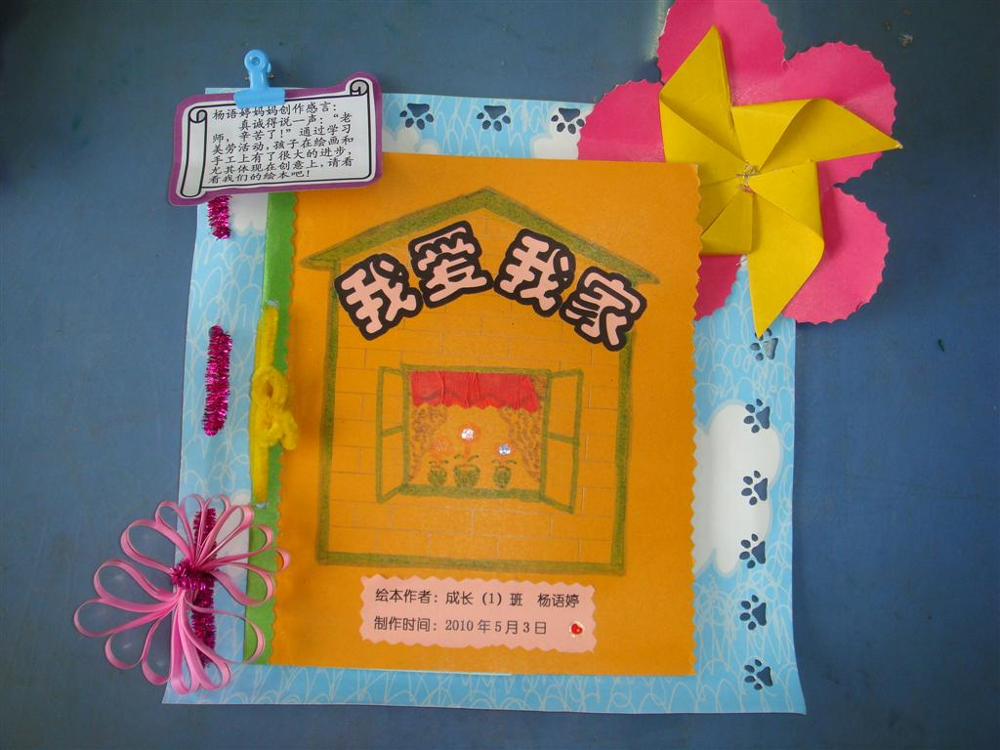 杨语婷妈妈创作感言：
真诚得说一声：“老
师，辛苦了！”通过学习
美劳活动，孩子在绘画和
手工上有了很大的进步，
尤其体现在创意上，请看
看我们的绘本吧！
我爱我家
绘本作者：成长（1）班 杨语婷
制作时间：2010年5月3日